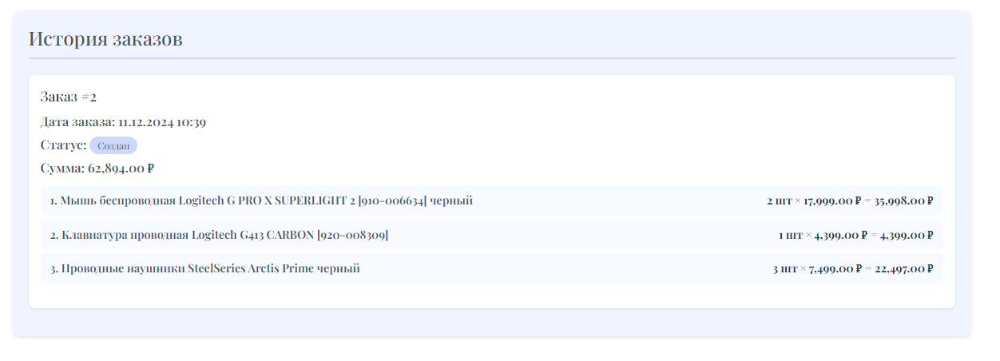 История заказов
Заказ #2
Дата заказа: 11.12.2024 10:39
Статус: Создан
Сумма: 62,894.00 ₽
1. Мышь беспроводная Logitech G PRO X SUPERLIGHT 2 [910-006634] черный 2 шт × 17,999.00 ₽ = 35,998.00 ₽
2. Клавиатура проводная Logitech G413 CARBON [920-008309] 1 шт × 4,399.00 ₽ = 4,399.00 ₽
3. Проводные наушники SteelSeries Arctis Prime черный 3 шт × 7,499.00 ₽ = 22,497.00 ₽